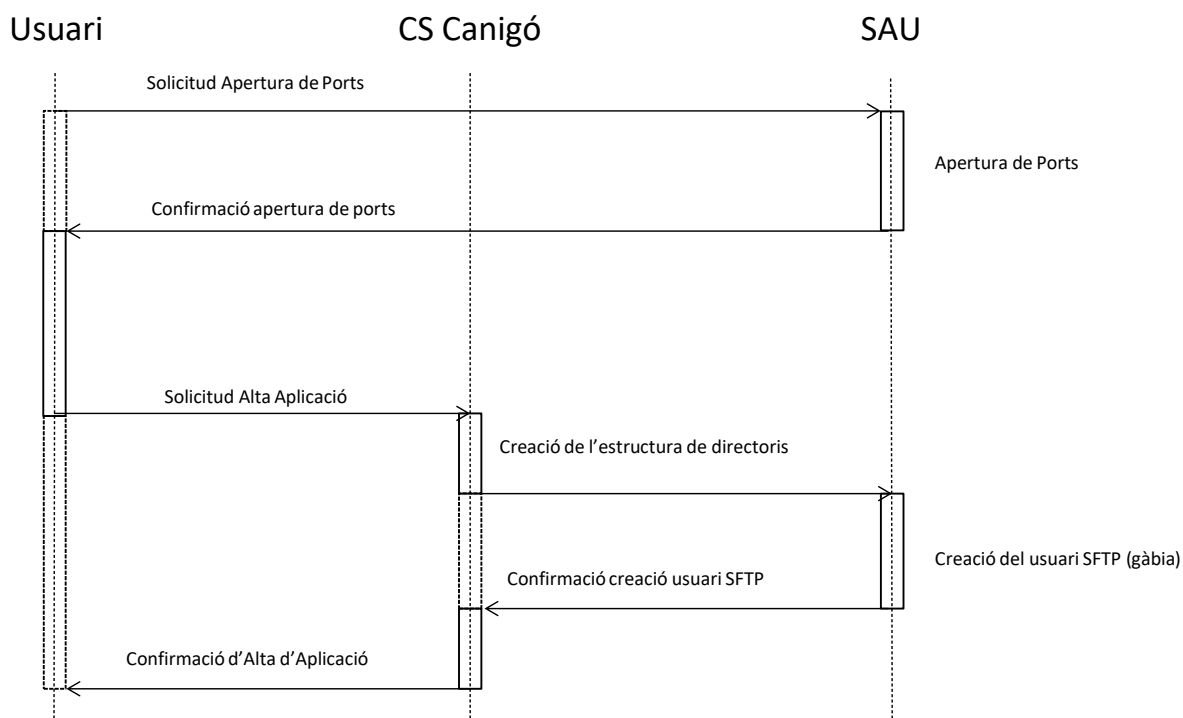 Usuari
CS Canigó
SAU
Solicitud Apertura de Ports
Apertura de Ports
Confirmació apertura de ports
Solicitud Alta Aplicació
Creació de l’estructura de directoris
Creació del usuari SFTP (gàbia)
Confirmació creació usuari SFTP
Confirmació d’Alta d’Aplicació